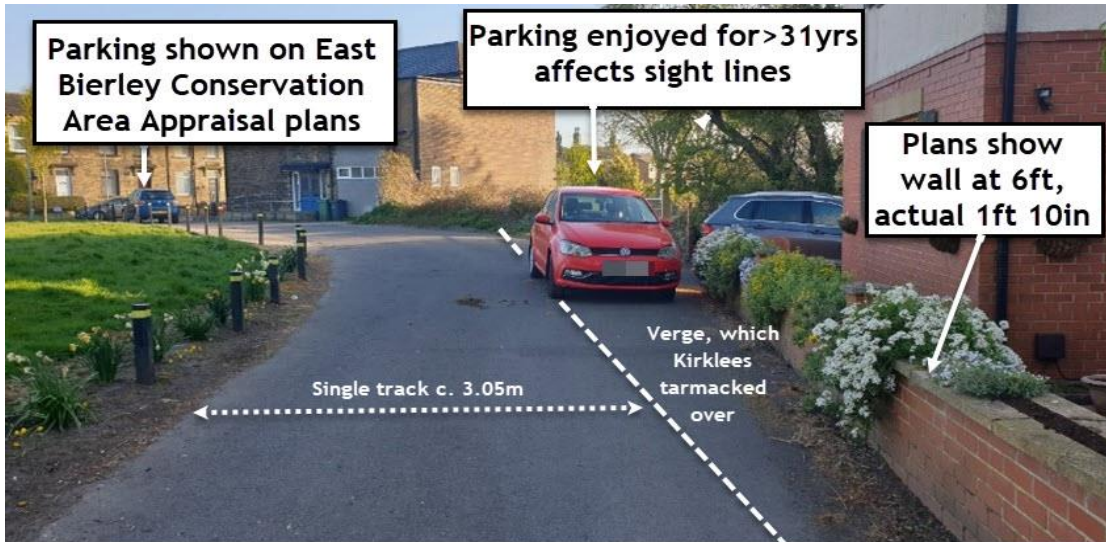 Parking shown on East
Bierley Conservation
Area Appraisal plans
Parking enjoyed for>31yrs
affects sight lines
Plans show
wall at 6ft,
actual 1ft 10in
Verge, which
Kirklees
tarmacked
over
Single track c. 3.05m